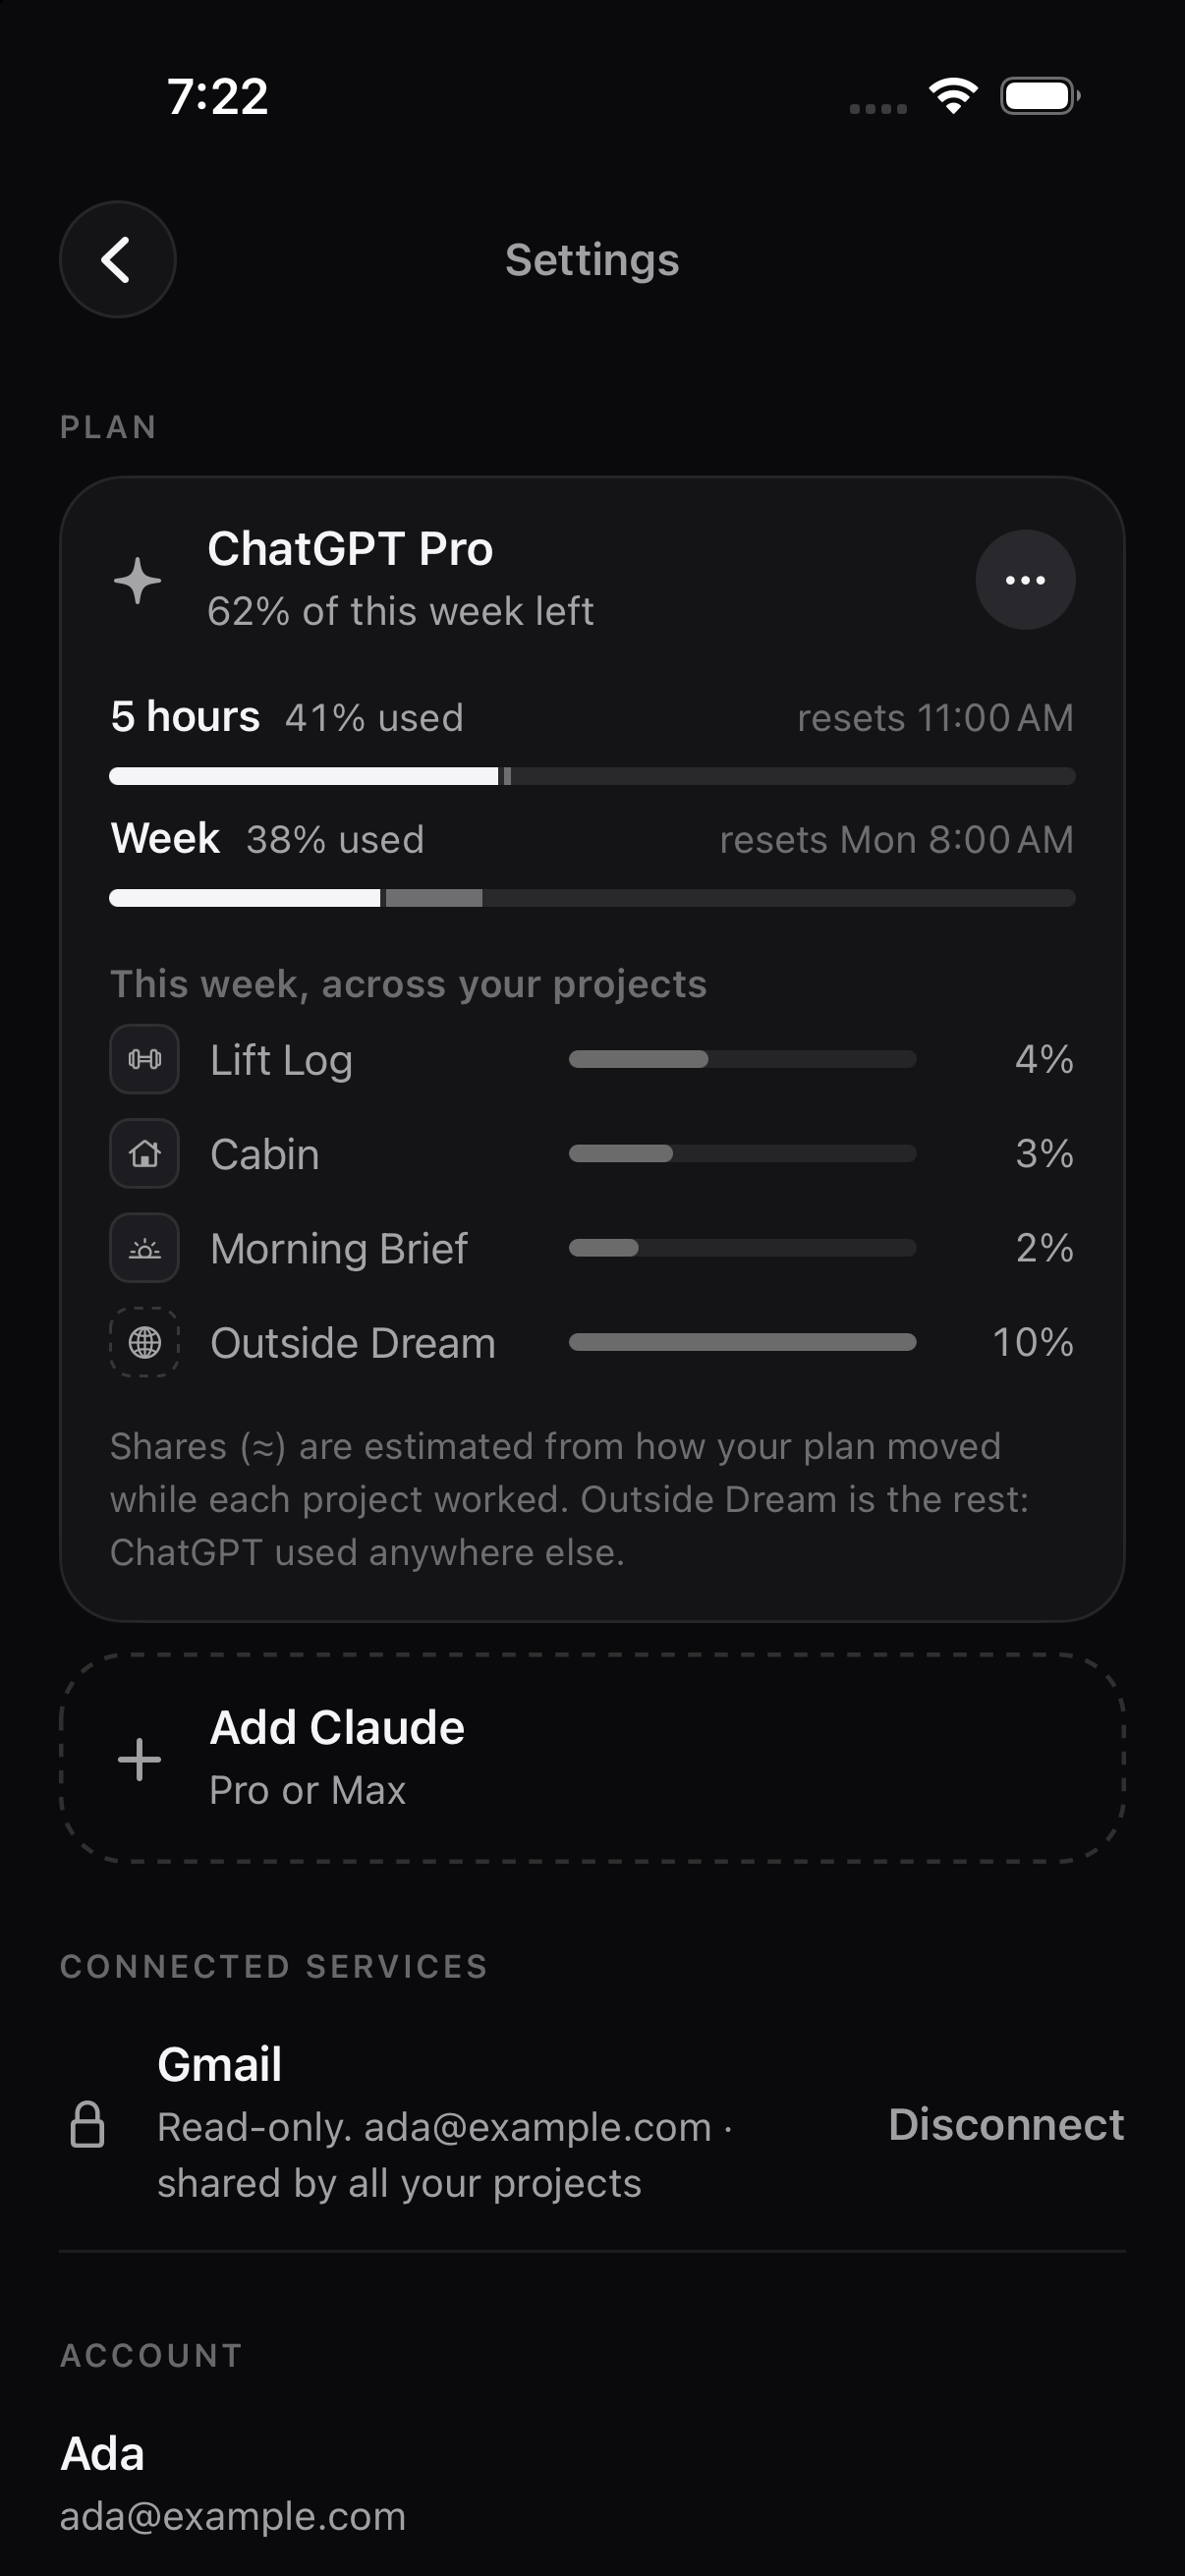 7:22
Settings
PLAN
ChatGPT Pro
62% of this week left
5 hours 41% used resets 11:00 AM
Week 38% used resets Mon 8:00 AM
This week, across your projects
Lift Log 4%
Cabin 3%
Morning Brief 2%
Outside Dream 10%
Shares (≈) are estimated from how your plan moved
while each project worked. Outside Dream is the rest:
ChatGPT used anywhere else.
Add Claude
Pro or Max
CONNECTED SERVICES
Gmail
Read-only. ada@example.com ·
shared by all your projects
Disconnect
ACCOUNT
Ada
ada@example.com